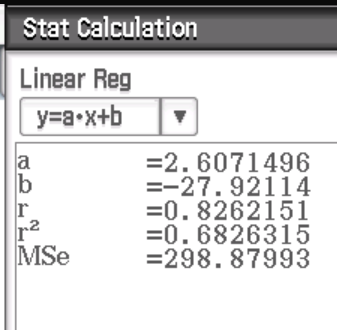 Stat Calculation
Linear Reg
y=a•x+b ▼
a =2.6071496
b =-27.92114
r =0.8262151
r² =0.6826315
MSe =298.87993